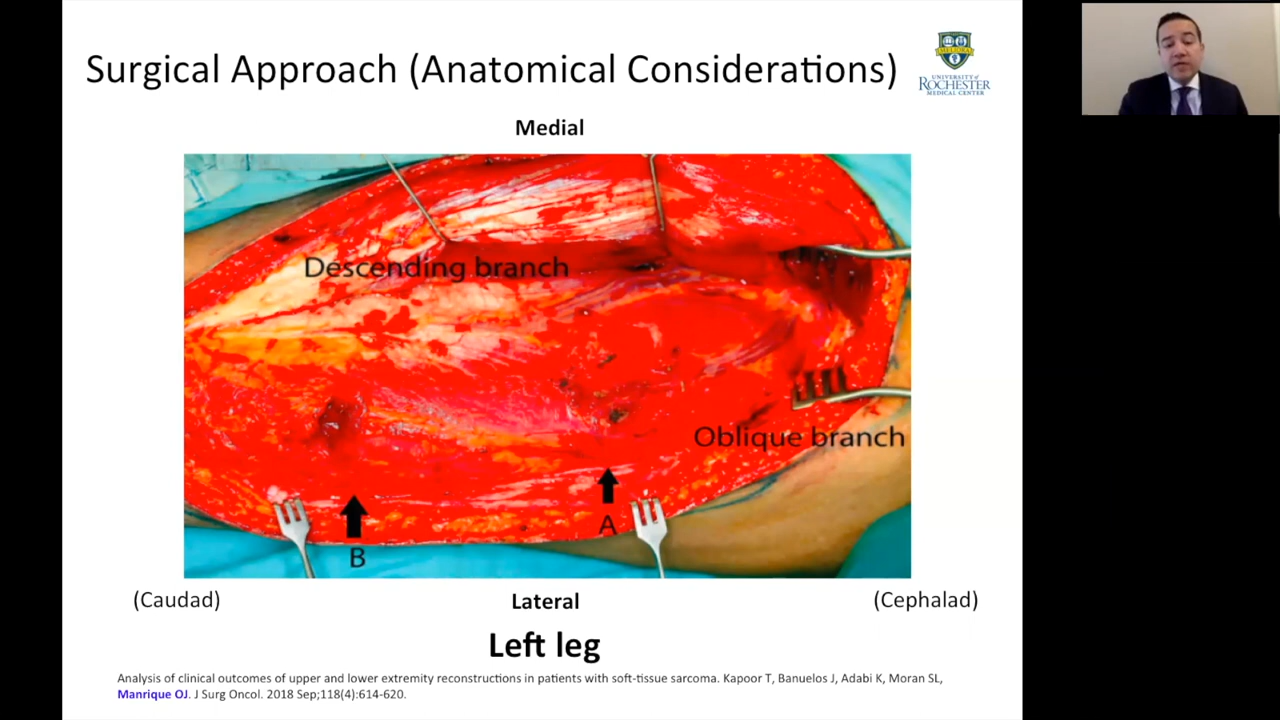 Surgical Approach (Anatomical Considerations)
MELIORA
UNIVERSITY of
ROCHESTER
MEDICAL CENTER
Medial
Descending branch
Oblique branch
A
B
(Caudad)
Lateral
(Cephalad)
Left leg
Analysis of clinical outcomes of upper and lower extremity reconstructions in patients with soft-tissue sarcoma. Kapoor T, Banuelos J, Adabi K, Moran SL,
Manrique OJ. J Surg Oncol. 2018 Sep;118(4):614-620.